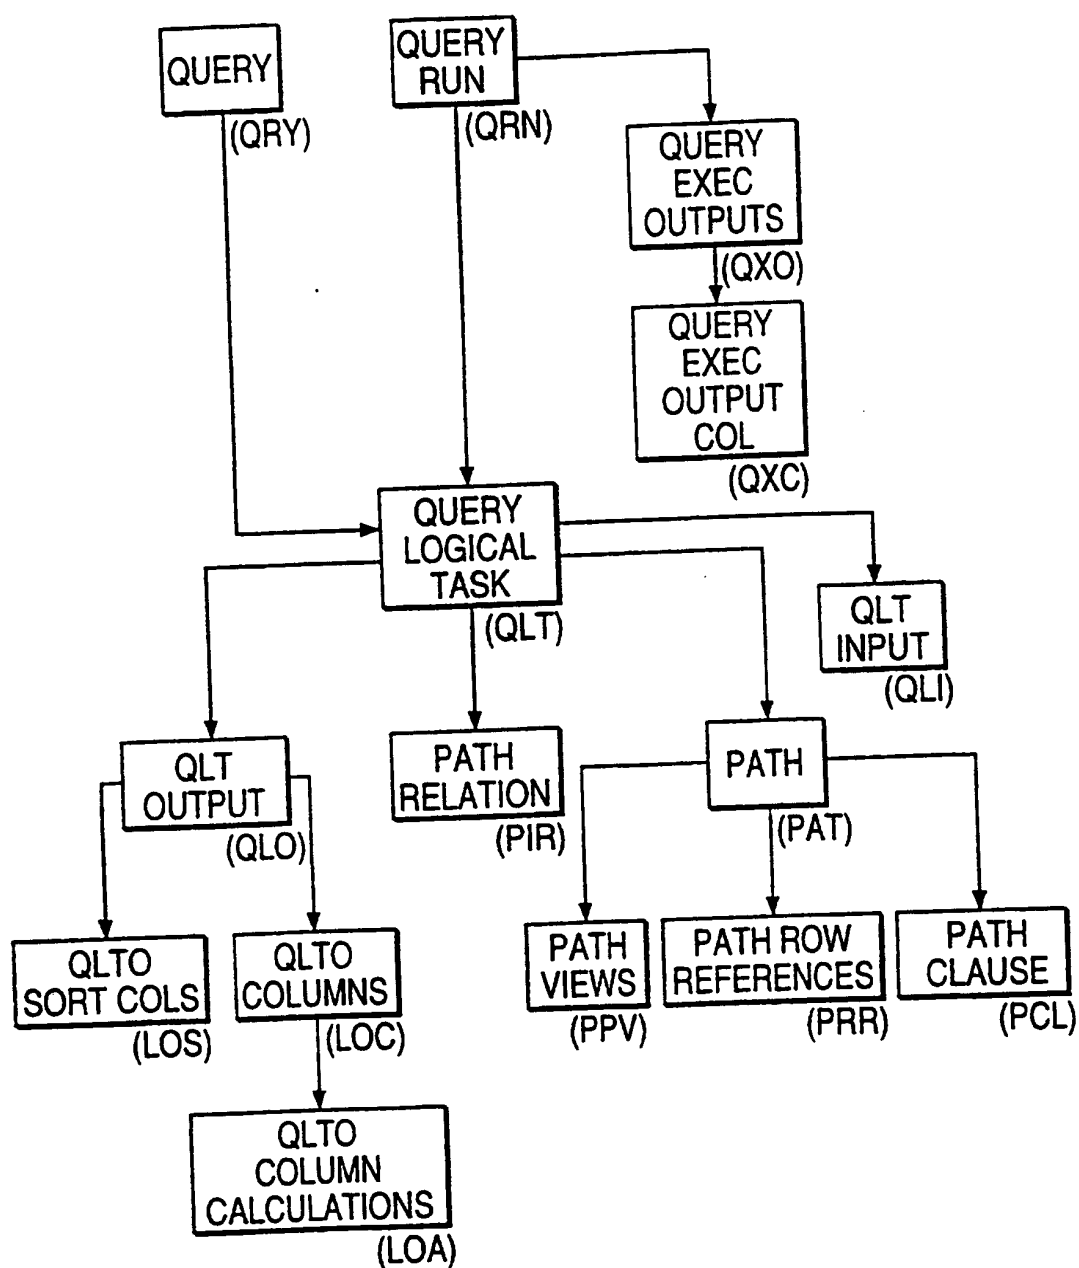 QUERY
(QRY)
QUERY
RUN
(QRN)
QUERY
EXEC
OUTPUTS
(QXO)
QUERY
EXEC
OUTPUT
COL
(QXC)
QUERY
LOGICAL
TASK
(QLT)
QLT
INPUT
(QLI)
QLT
OUTPUT
(QLO)
PATH
RELATION
(PIR)
PATH
(PAT)
QLTO
SORT COLS
(LOS)
QLTO
COLUMNS
(LOC)
PATH
VIEWS
(PPV)
PATH ROW
REFERENCES
(PRR)
PATH
CLAUSE
(PCL)
QLTO
COLUMN
CALCULATIONS
(LOA)